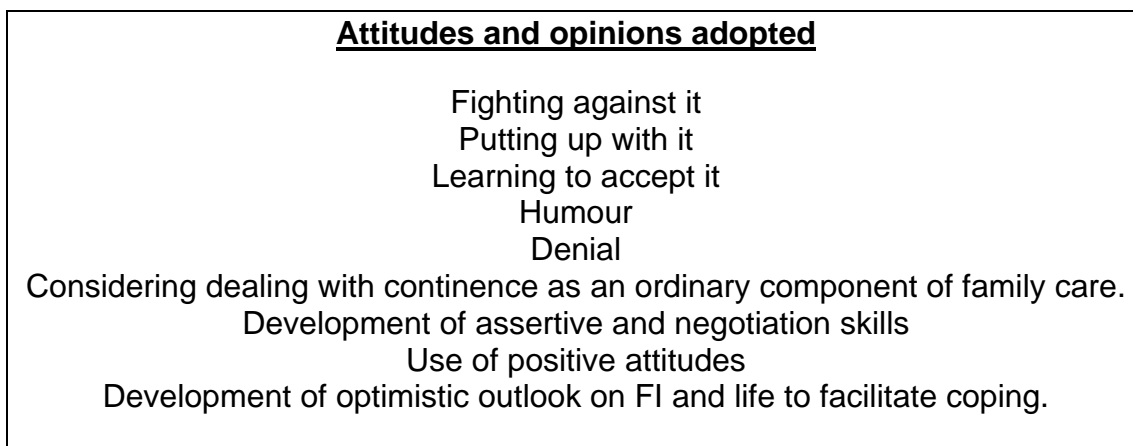 Attitudes and opinions adopted
Fighting against it
Putting up with it
Learning to accept it
Humour
Denial
Considering dealing with continence as an ordinary component of family care.
Development of assertive and negotiation skills
Use of positive attitudes
Development of optimistic outlook on FI and life to facilitate coping.